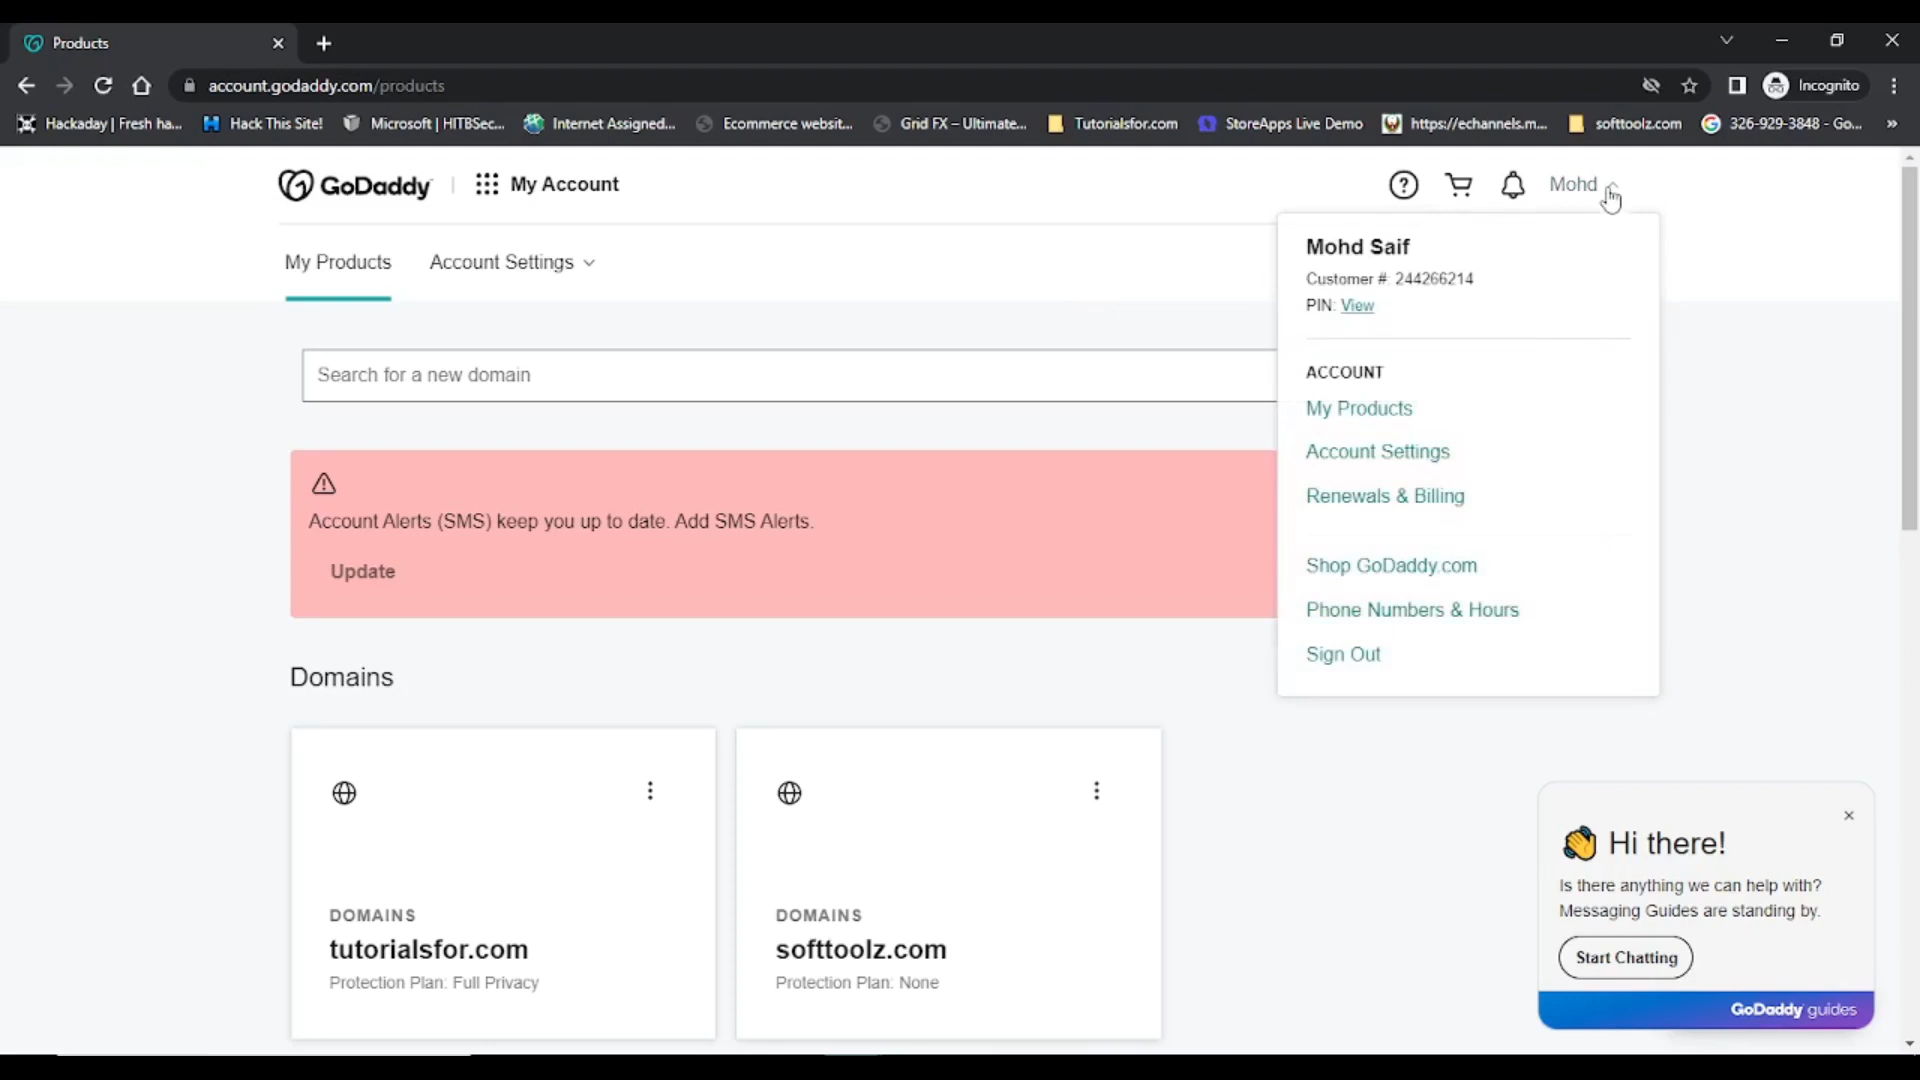 Products
account.godaddy.com/products
Incognito
Hackaday | Fresh ha...
Hack This Site!
Microsoft | HITBSec...
Internet Assigned...
Ecommerce websit...
Grid FX – Ultimate...
Tutorialsfor.com
StoreApps Live Demo
https://echannels.m...
softtoolz.com
326-929-3848 - Go...
»
GoDaddy
My Account
Mohd
My Products
Account Settings
Mohd Saif
Customer #: 244266214
PIN: View
Search for a new domain
ACCOUNT
My Products
Account Settings
Renewals & Billing
Shop GoDaddy.com
Phone Numbers & Hours
Sign Out
Account Alerts (SMS) keep you up to date. Add SMS Alerts.
Update
Domains
DOMAINS
tutorialsfor.com
Protection Plan: Full Privacy
DOMAINS
softtoolz.com
Protection Plan: None
Hi there!
Is there anything we can help with?
Messaging Guides are standing by.
Start Chatting
GoDaddy guides